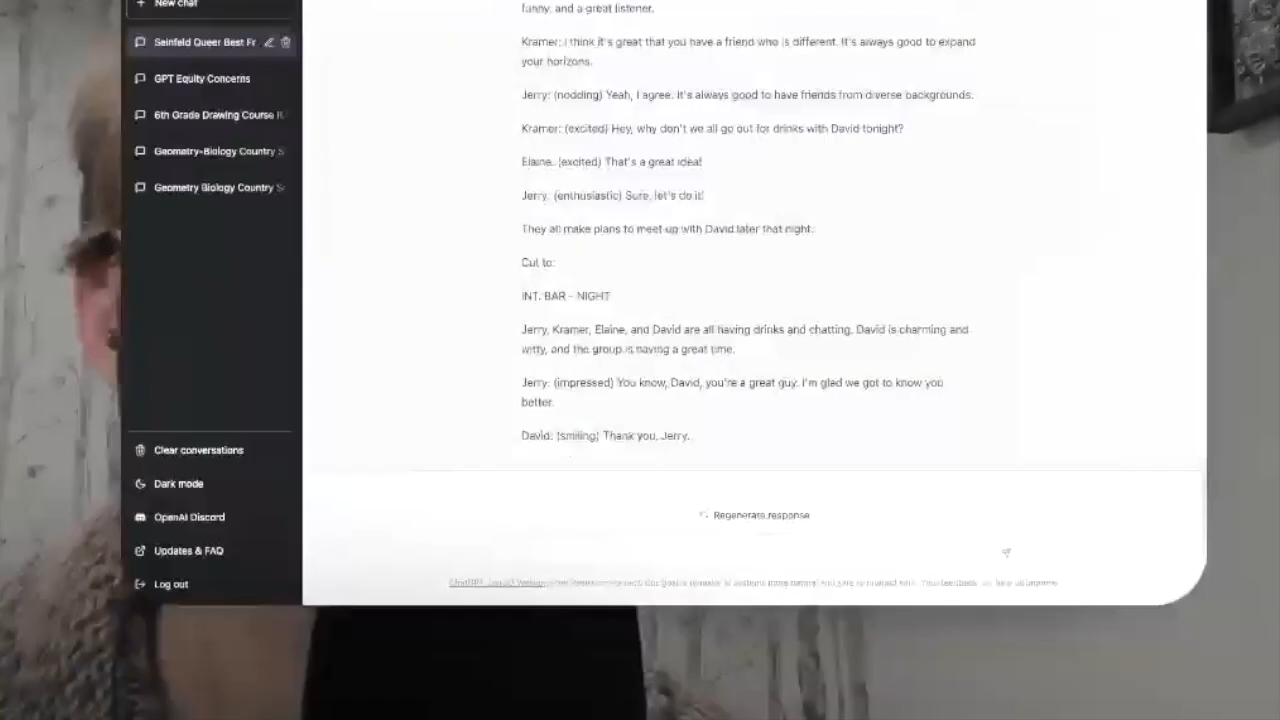 New chat
Seinfeld Queer Best Fr
GPT Equity Concerns
6th Grade Drawing Course
Geometry-Biology Country S
Geometry Biology Country
Clear conversations
Dark mode
OpenAI Discord
Updates & FAQ
Log out
funny, and a great listener.
Kramer: I think it's great that you have a friend who is different. It's always good to expand
your horizons.
Jerry: (nodding) Yeah, I agree. It's always good to have friends from diverse backgrounds.
Kramer: (excited) Hey, why don't we all go out for drinks with David tonight?
Elaine: (excited) That's a great idea!
Jerry: (enthusiastic) Sure, let's do it!
They all make plans to meet up with David later that night.
Cut to:
INT. BAR - NIGHT
Jerry, Kramer, Elaine, and David are all having drinks and chatting. David is charming and
witty, and the group is having a great time.
Jerry: (impressed) You know, David, you're a great guy. I'm glad we got to know you
better.
David: (smiling) Thank you, Jerry.
Regenerate response